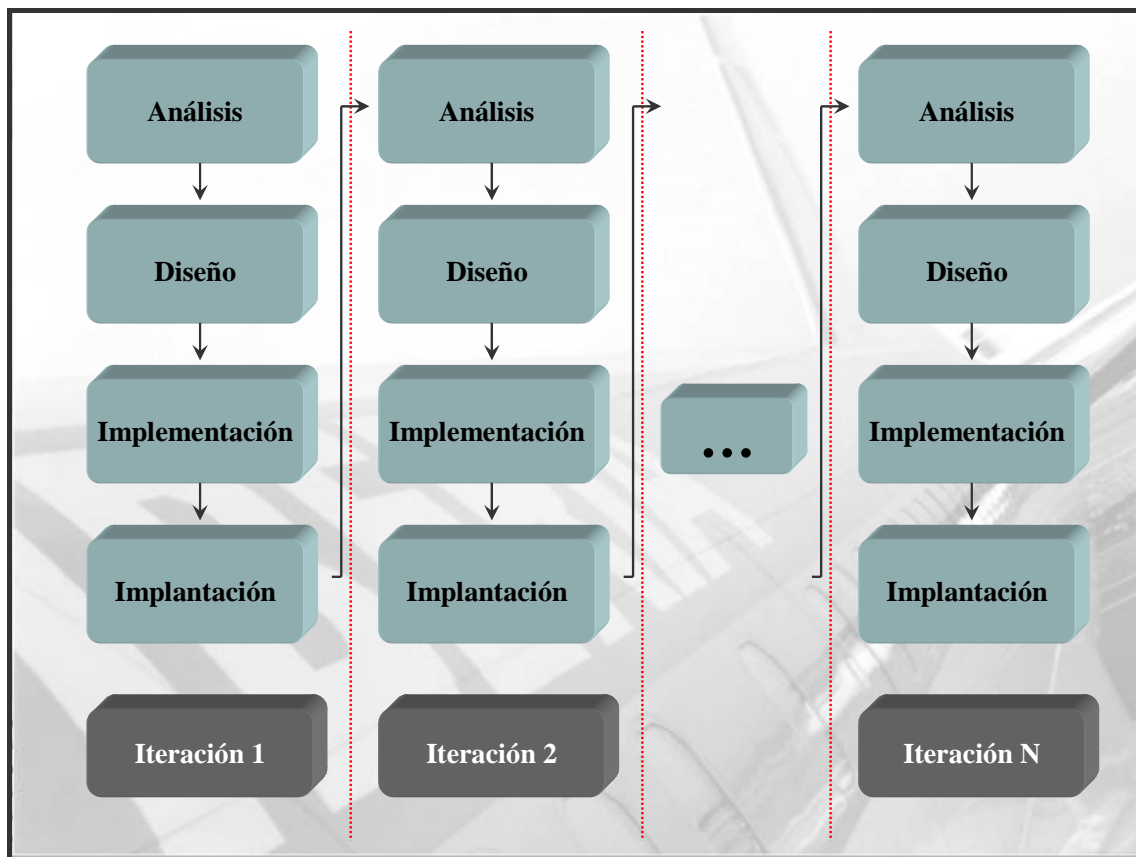 Análisis
Diseño
Implementación
Implantación
Iteración 1
Análisis
Diseño
Implementación
Implantación
Iteración 2
...
Análisis
Diseño
Implementación
Implantación
Iteración N